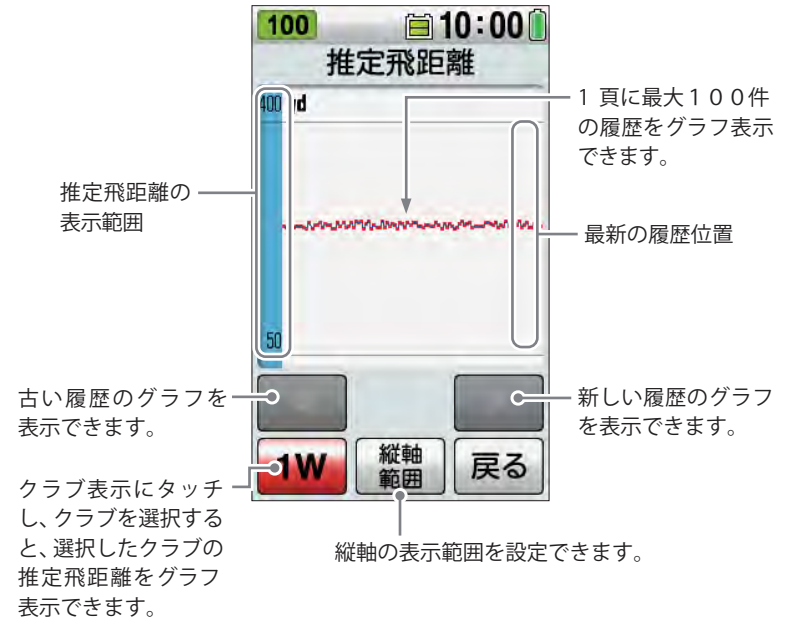 100
10:00
推定飛距離
400 yd
50
1W
縦軸
範囲
戻る
1 頁に最大１００件
の履歴をグラフ表示
できます。
推定飛距離の
表示範囲
最新の履歴位置
古い履歴のグラフを
表示できます。
新しい履歴のグラフ
を表示できます。
クラブ表示にタッチ
し、クラブを選択する
と、選択したクラブの
推定飛距離をグラフ
表示できます。
縦軸の表示範囲を設定できます。